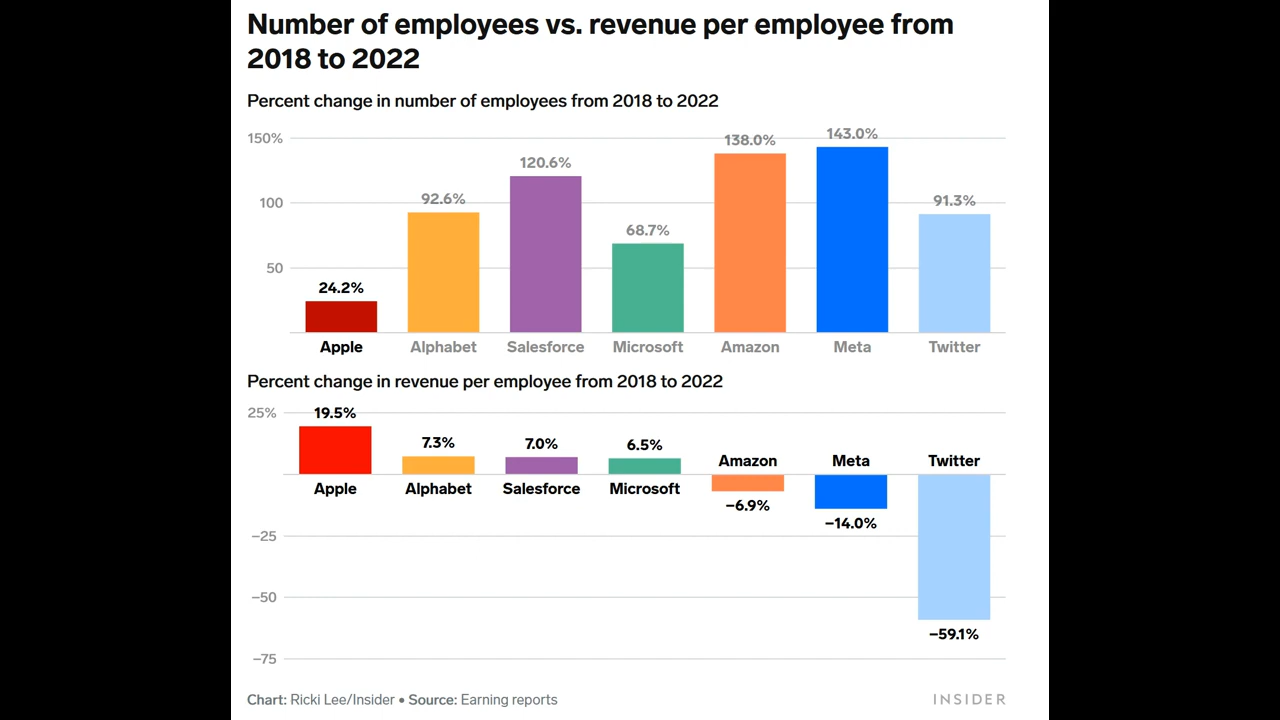 Number of employees vs. revenue per employee from
2018 to 2022
Percent change in number of employees from 2018 to 2022
150%
100
50
24.2%
92.6%
120.6%
68.7%
138.0%
143.0%
91.3%
Apple
Alphabet
Salesforce
Microsoft
Amazon
Meta
Twitter
Percent change in revenue per employee from 2018 to 2022
25%
−25
−50
−75
19.5%
7.3%
7.0%
6.5%
Amazon
Meta
Twitter
Apple
Alphabet
Salesforce
Microsoft
−6.9%
−14.0%
−59.1%
Chart: Ricki Lee/Insider • Source: Earning reports
INSIDER